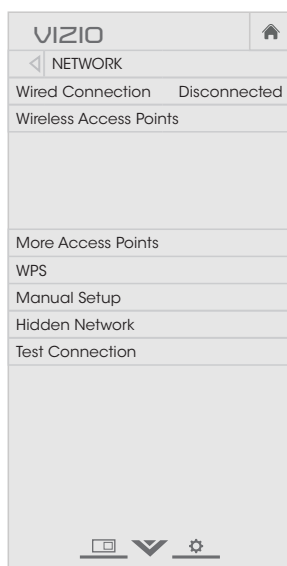 VIZIO
NETWORK
Wired Connection Disconnected
Wireless Access Points
More Access Points
WPS
Manual Setup
Hidden Network
Test Connection